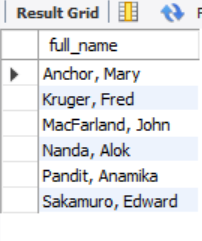 Result Grid
full_name
Anchor, Mary
Kruger, Fred
MacFarland, John
Nanda, Alok
Pandit, Anamika
Sakamuro, Edward